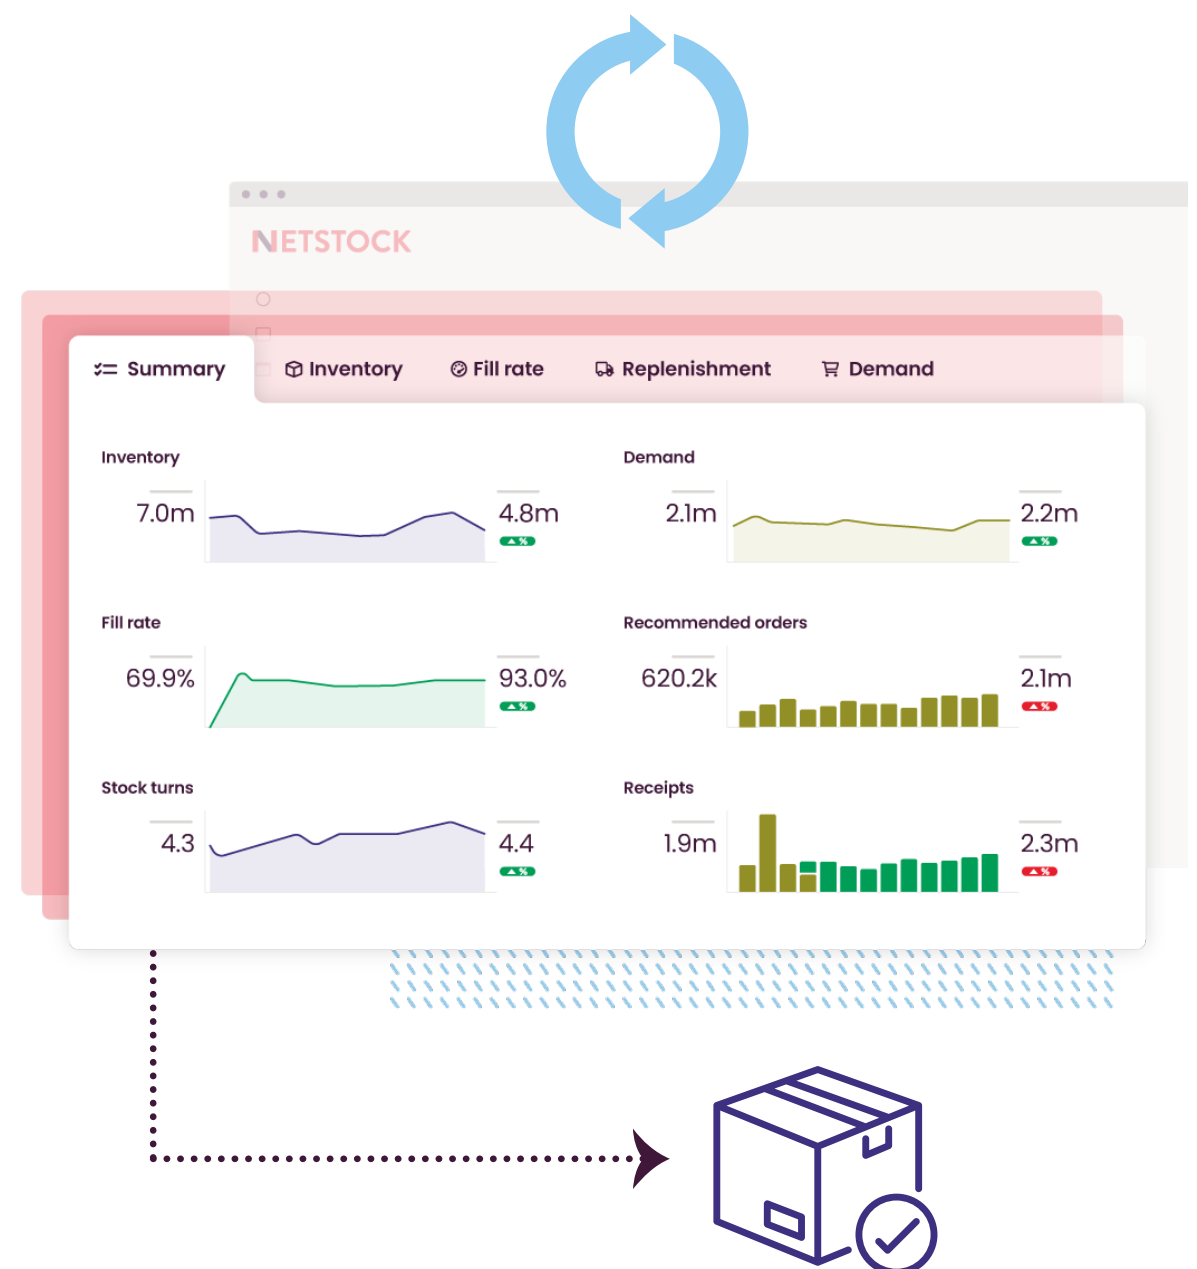 NETSTOCK
Summary Inventory Fill rate Replenishment Demand
Inventory
7.0m
4.8m
%
Demand
2.1m
2.2m
%
Fill rate
69.9%
93.0%
%
Recommended orders
620.2k
2.1m
%
Stock turns
4.3
4.4
%
Receipts
1.9m
2.3m
%